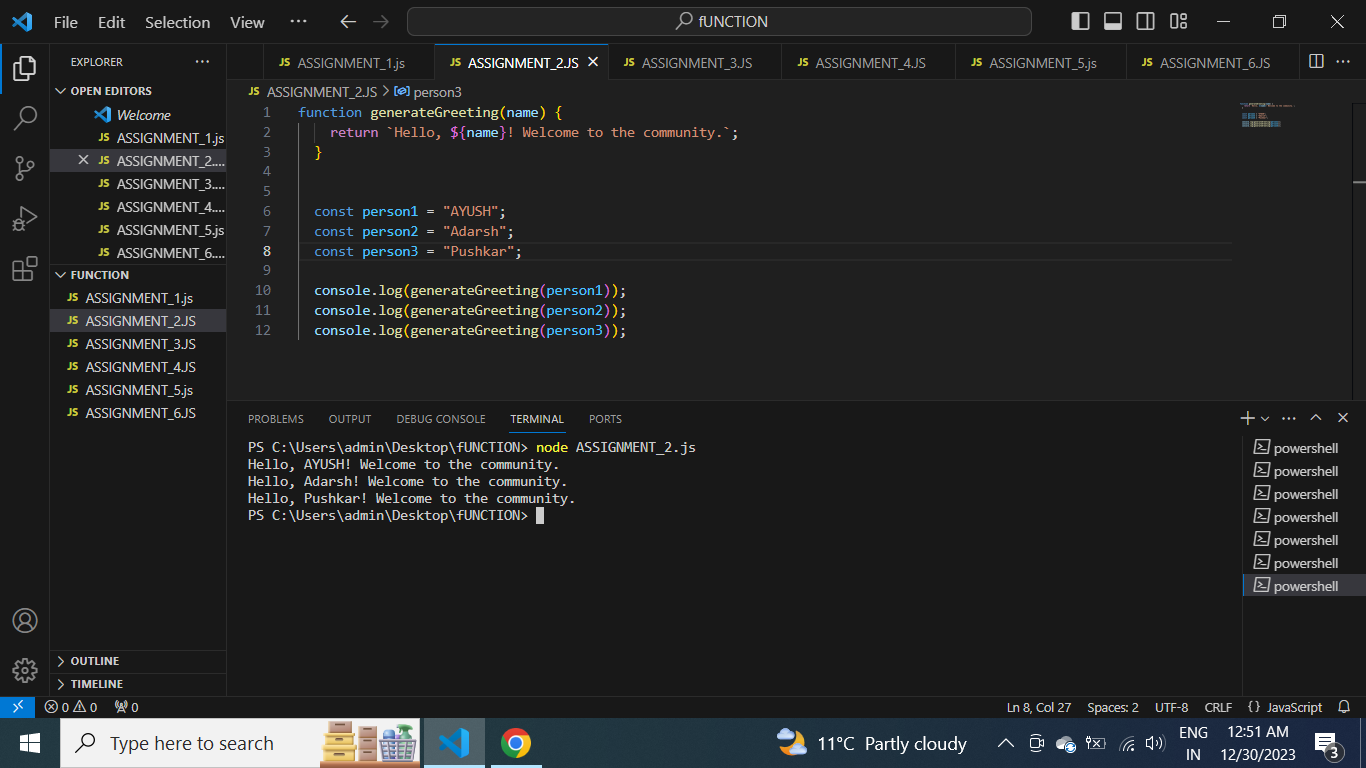 File Edit Selection View ··· fUNCTION
EXPLORER ···
OPEN EDITORS
Welcome
JS ASSIGNMENT_1.js
JS ASSIGNMENT_2....
JS ASSIGNMENT_3....
JS ASSIGNMENT_4....
JS ASSIGNMENT_5.js
JS ASSIGNMENT_6....
FUNCTION
JS ASSIGNMENT_1.js
JS ASSIGNMENT_2.JS
JS ASSIGNMENT_3.JS
JS ASSIGNMENT_4.JS
JS ASSIGNMENT_5.js
JS ASSIGNMENT_6.JS
OUTLINE
TIMELINE
JS ASSIGNMENT_1.js JS ASSIGNMENT_2.JS JS ASSIGNMENT_3.JS JS ASSIGNMENT_4.JS JS ASSIGNMENT_5.js JS ASSIGNMENT_6.JS
JS ASSIGNMENT_2.JS > person3
1 function generateGreeting(name) {
2 return `Hello, ${name}! Welcome to the community.`;
3 }
4
5
6 const person1 = "AYUSH";
7 const person2 = "Adarsh";
8 const person3 = "Pushkar";
9
10 console.log(generateGreeting(person1));
11 console.log(generateGreeting(person2));
12 console.log(generateGreeting(person3));
PROBLEMS OUTPUT DEBUG CONSOLE TERMINAL PORTS
PS C:\Users\admin\Desktop\fUNCTION> node ASSIGNMENT_2.js
Hello, AYUSH! Welcome to the community.
Hello, Adarsh! Welcome to the community.
Hello, Pushkar! Welcome to the community.
PS C:\Users\admin\Desktop\fUNCTION>
powershell
powershell
powershell
powershell
powershell
powershell
powershell
0 0 0 Ln 8, Col 27 Spaces: 2 UTF-8 CRLF {} JavaScript
Type here to search 11°C Partly cloudy
ENG 12:51 AM
IN 12/30/2023 3